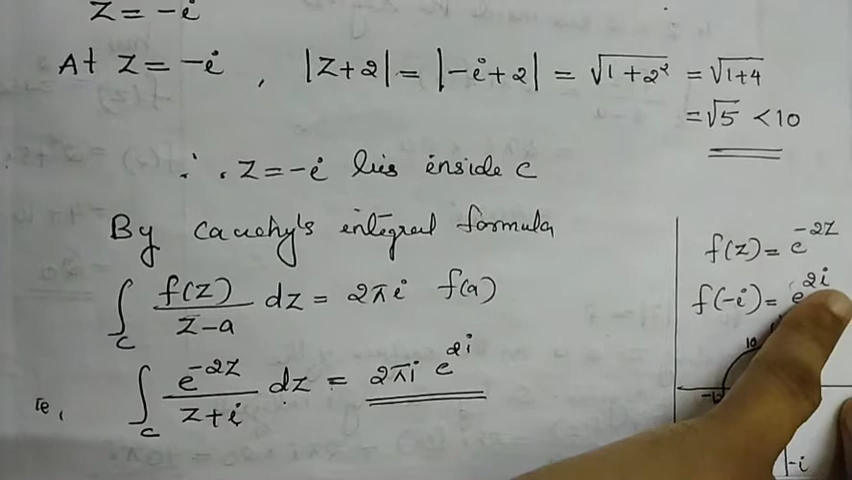 z = -i
At z = -i , |z+2| = |-i+2| = √1+2² = √1+4
= √5 < 10
∴ z = -i lies inside c
By Cauchy's integral formula
∫_C f(z)/(z-a) dz = 2πi f(a)
ie, ∫_C e^{-2z}/(z+i) dz = 2πi e^{2i}
f(z) = e^{-2z}
f(-i) = e^{2i}
10
-i